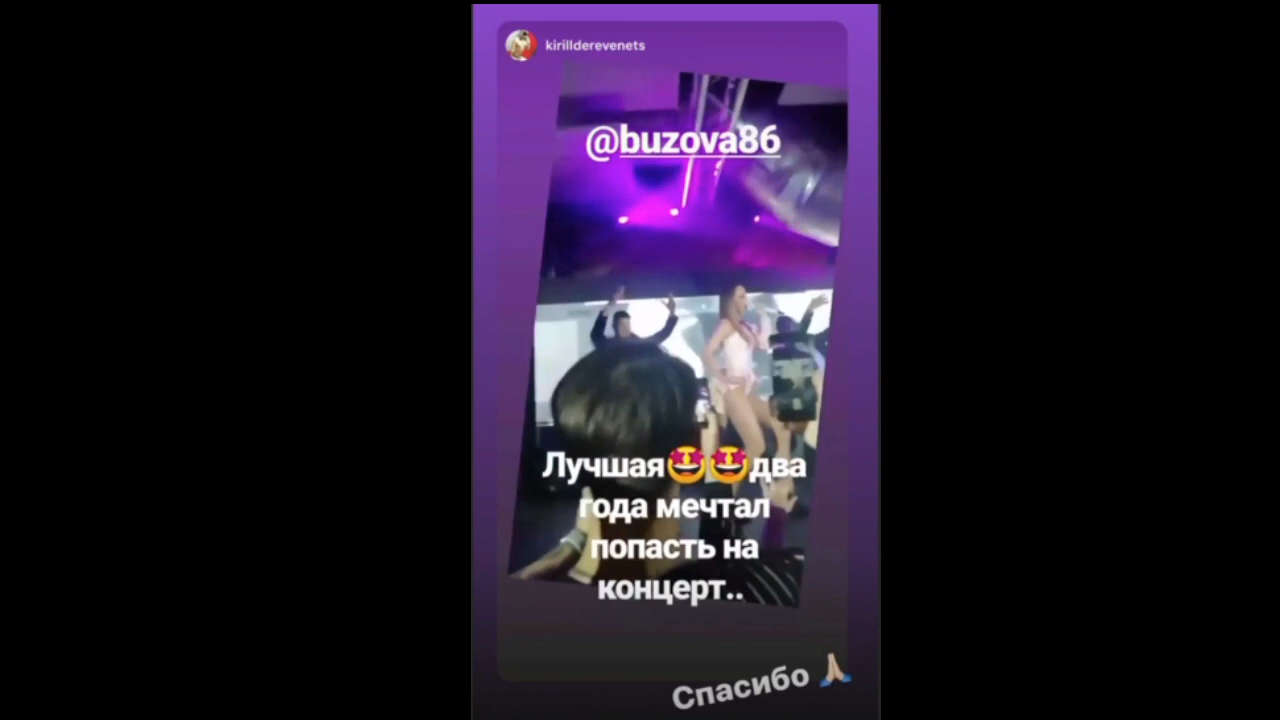 kirillderevenets
@buzova86
Лучшая🤩🤩два
года мечтал
попасть на
концерт..
Спасибо 🙏🏼